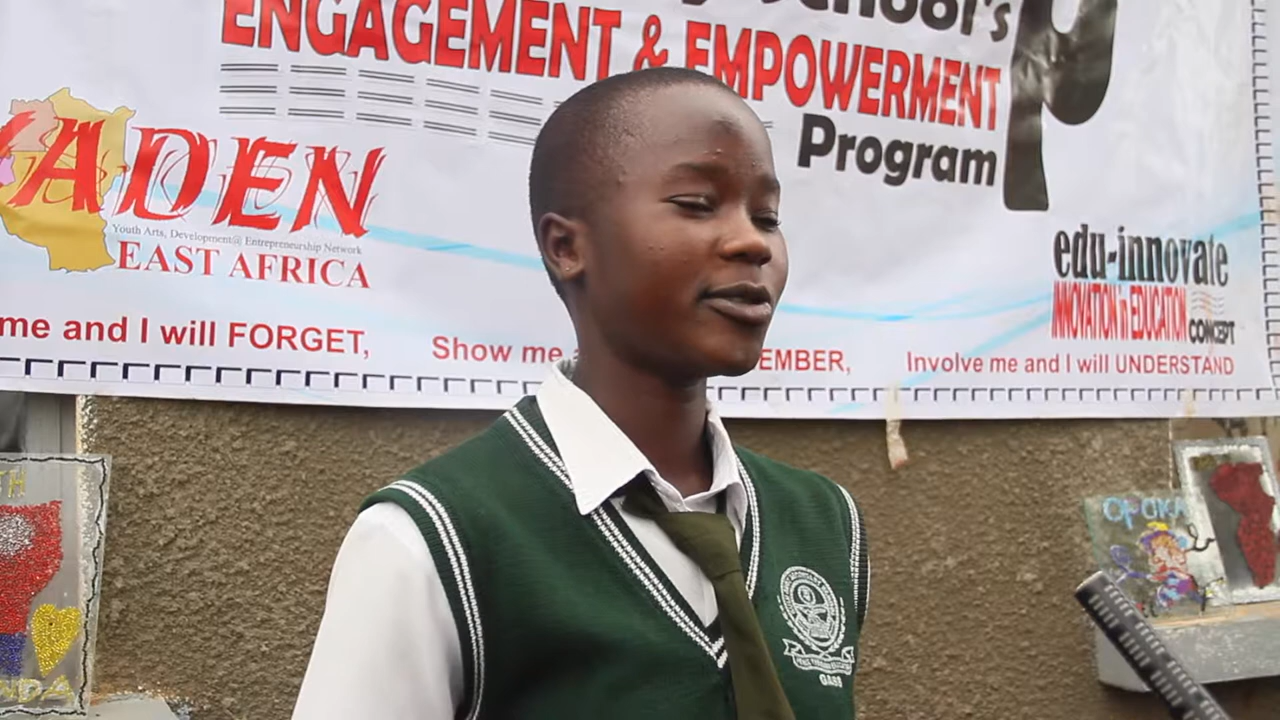 School's
ENGAGEMENT & EMPOWERMENT
Program
ADEN
Youth Arts, Development@ Entrepreneurship Network
EAST AFRICA
edu-innovate
INNOVATION in EDUCATION
CONCEPT
me and I will FORGET, Show me EMBER, Involve me and I will UNDERSTAND
GASS